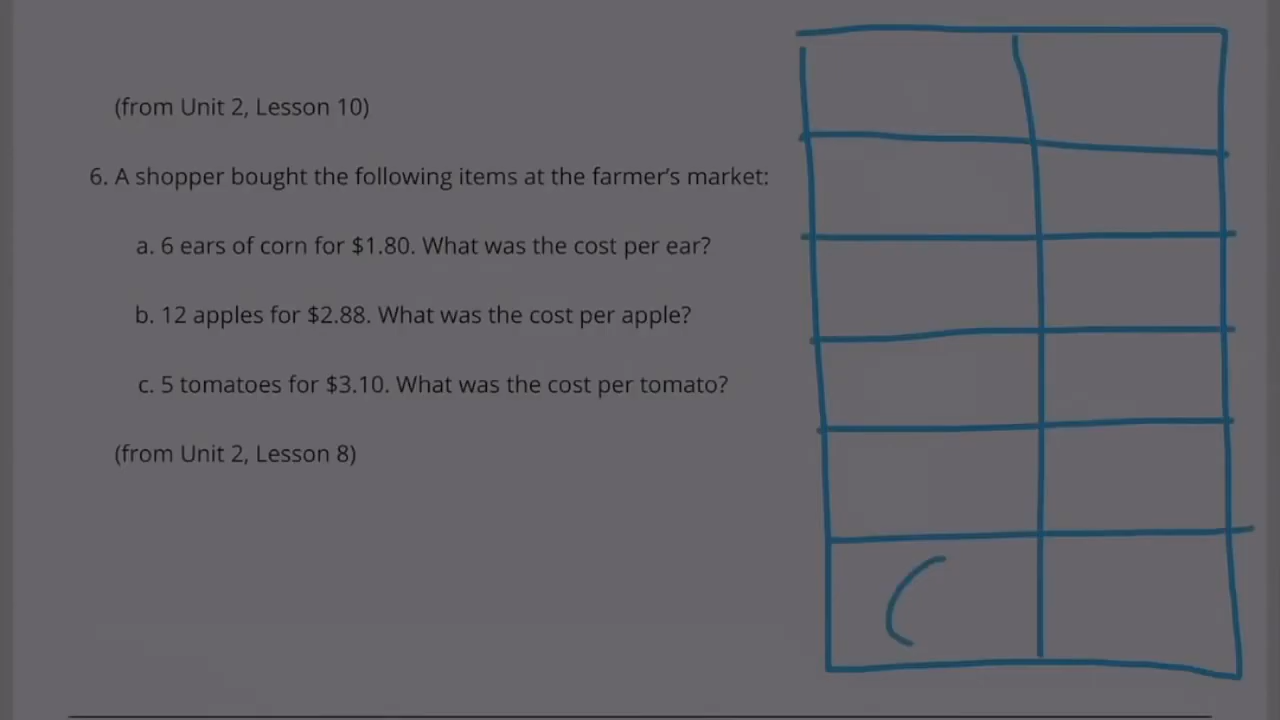 (from Unit 2, Lesson 10)
6. A shopper bought the following items at the farmer's market:
a. 6 ears of corn for $1.80. What was the cost per ear?
b. 12 apples for $2.88. What was the cost per apple?
c. 5 tomatoes for $3.10. What was the cost per tomato?
(from Unit 2, Lesson 8)